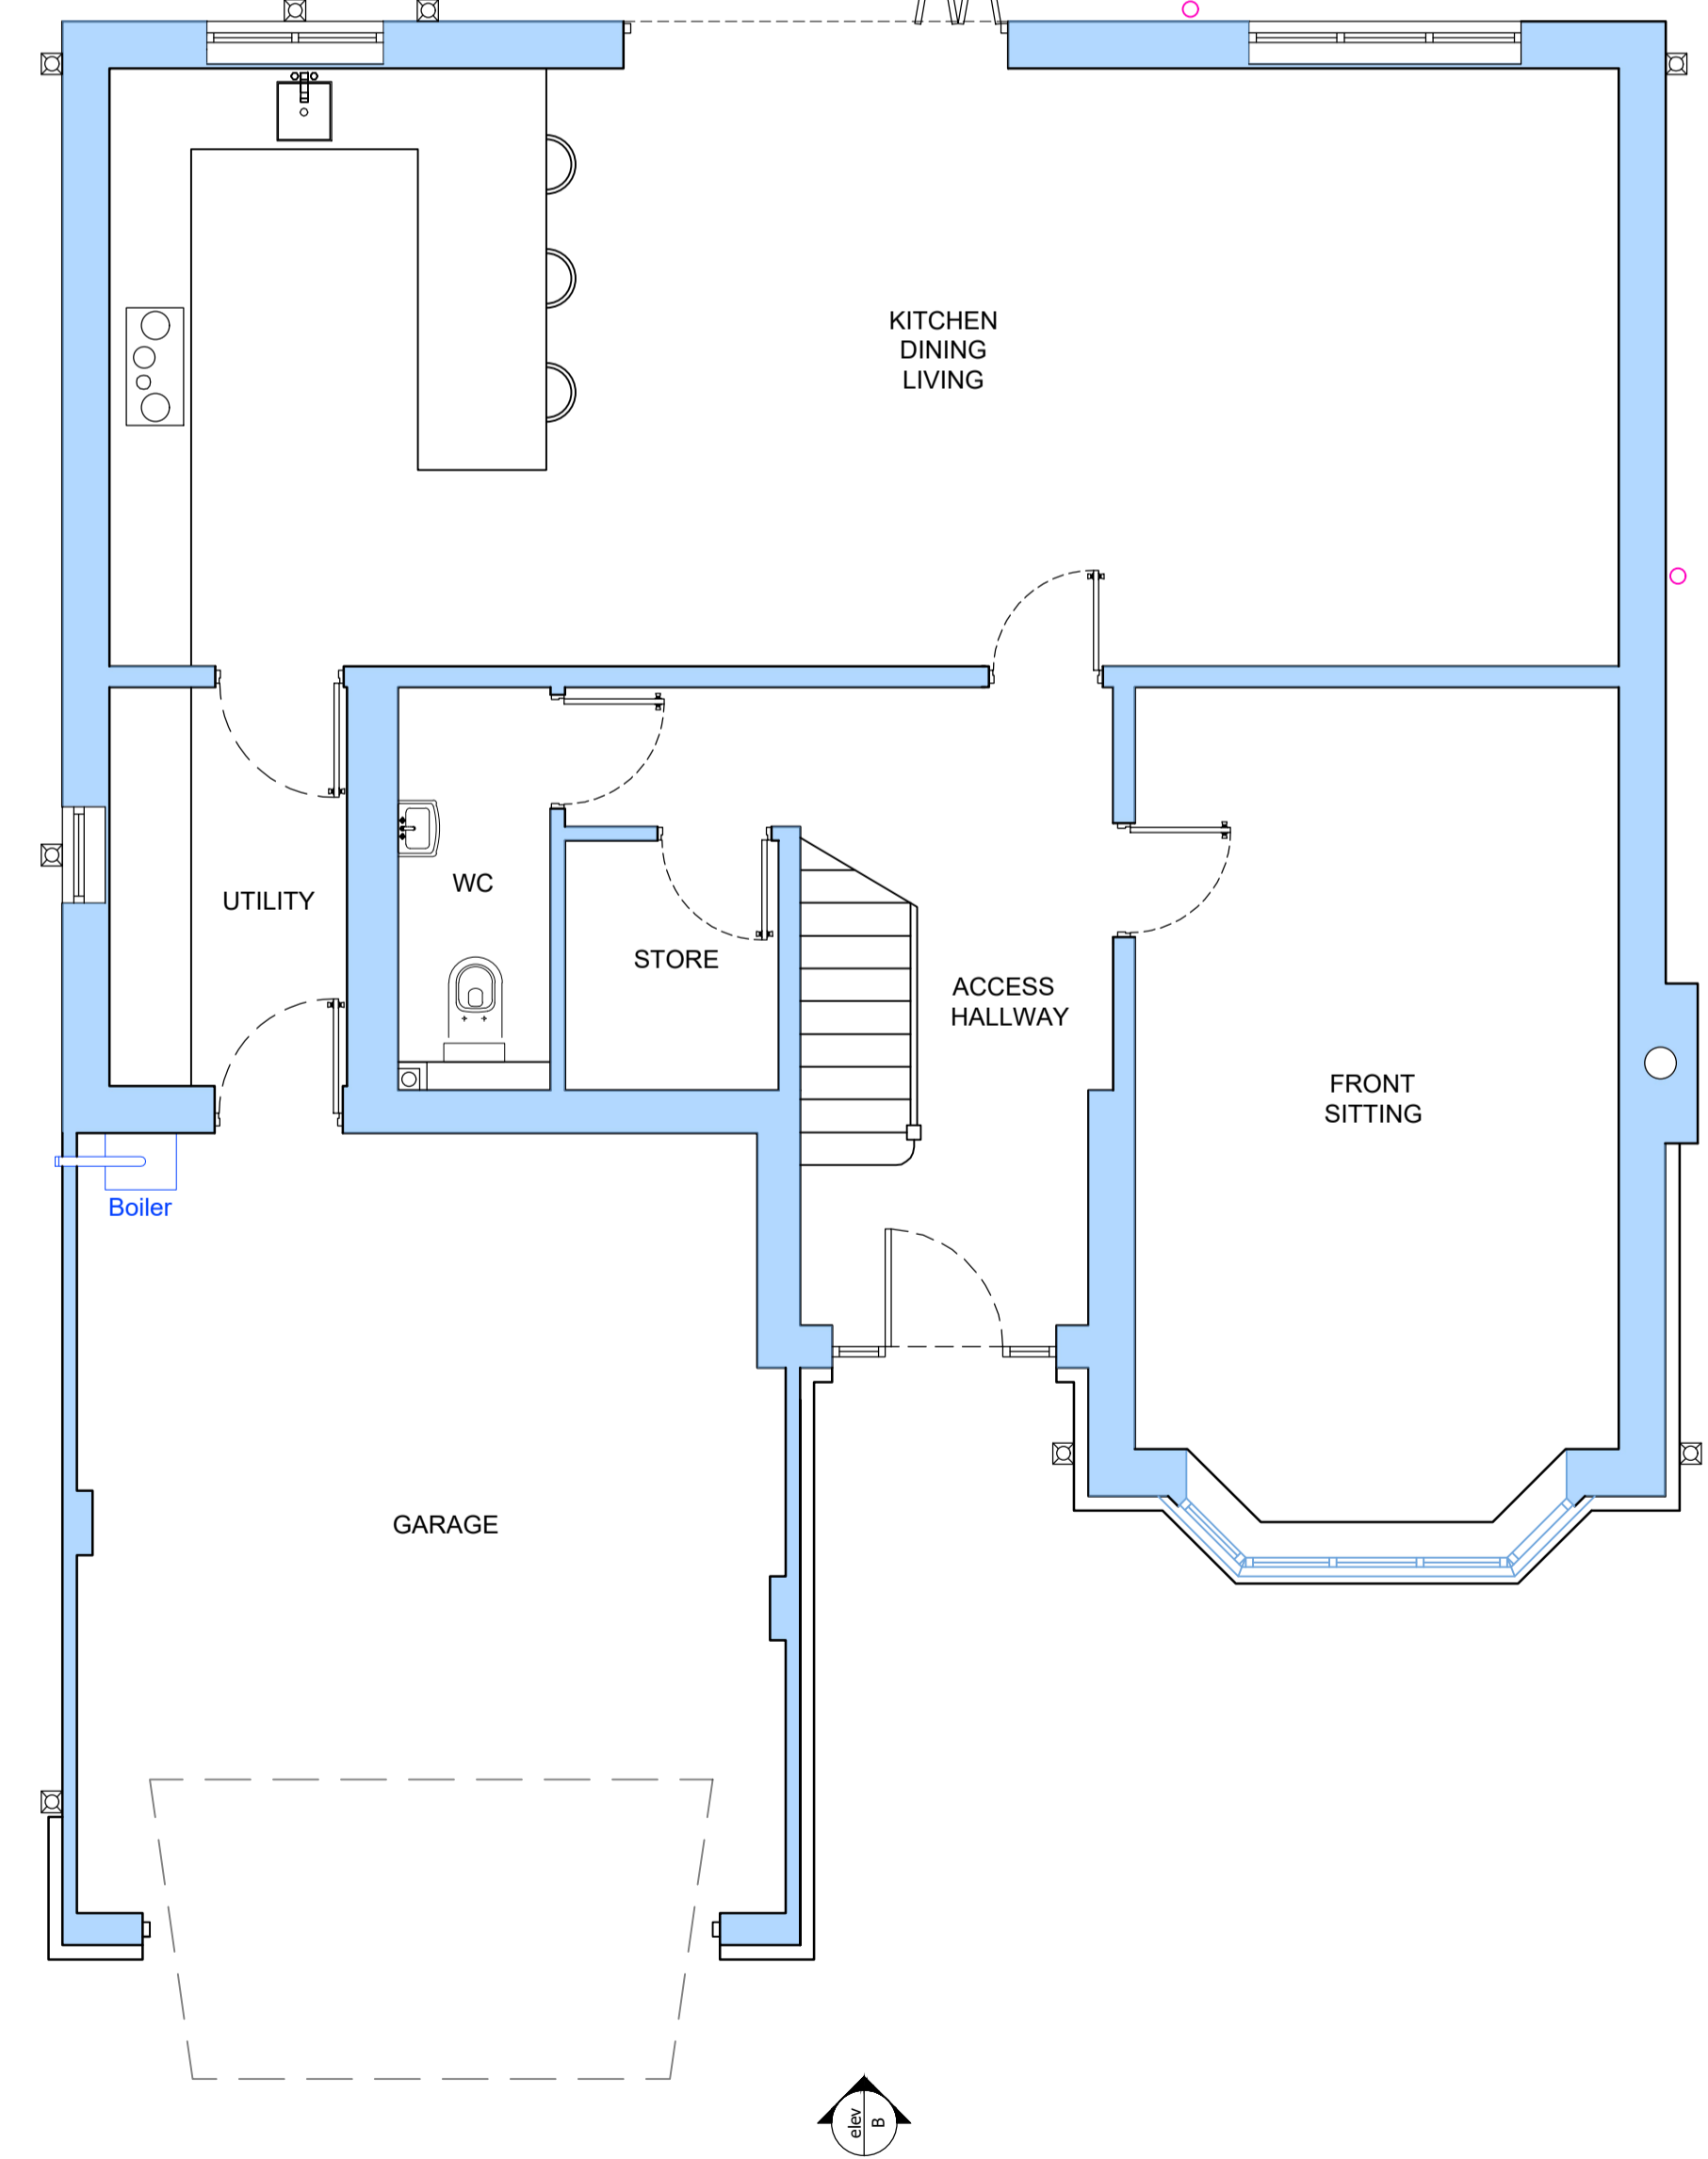 KITCHEN
DINING
LIVING
UTILITY
WC
STORE
ACCESS
HALLWAY
FRONT
SITTING
Boiler
GARAGE
elev
B